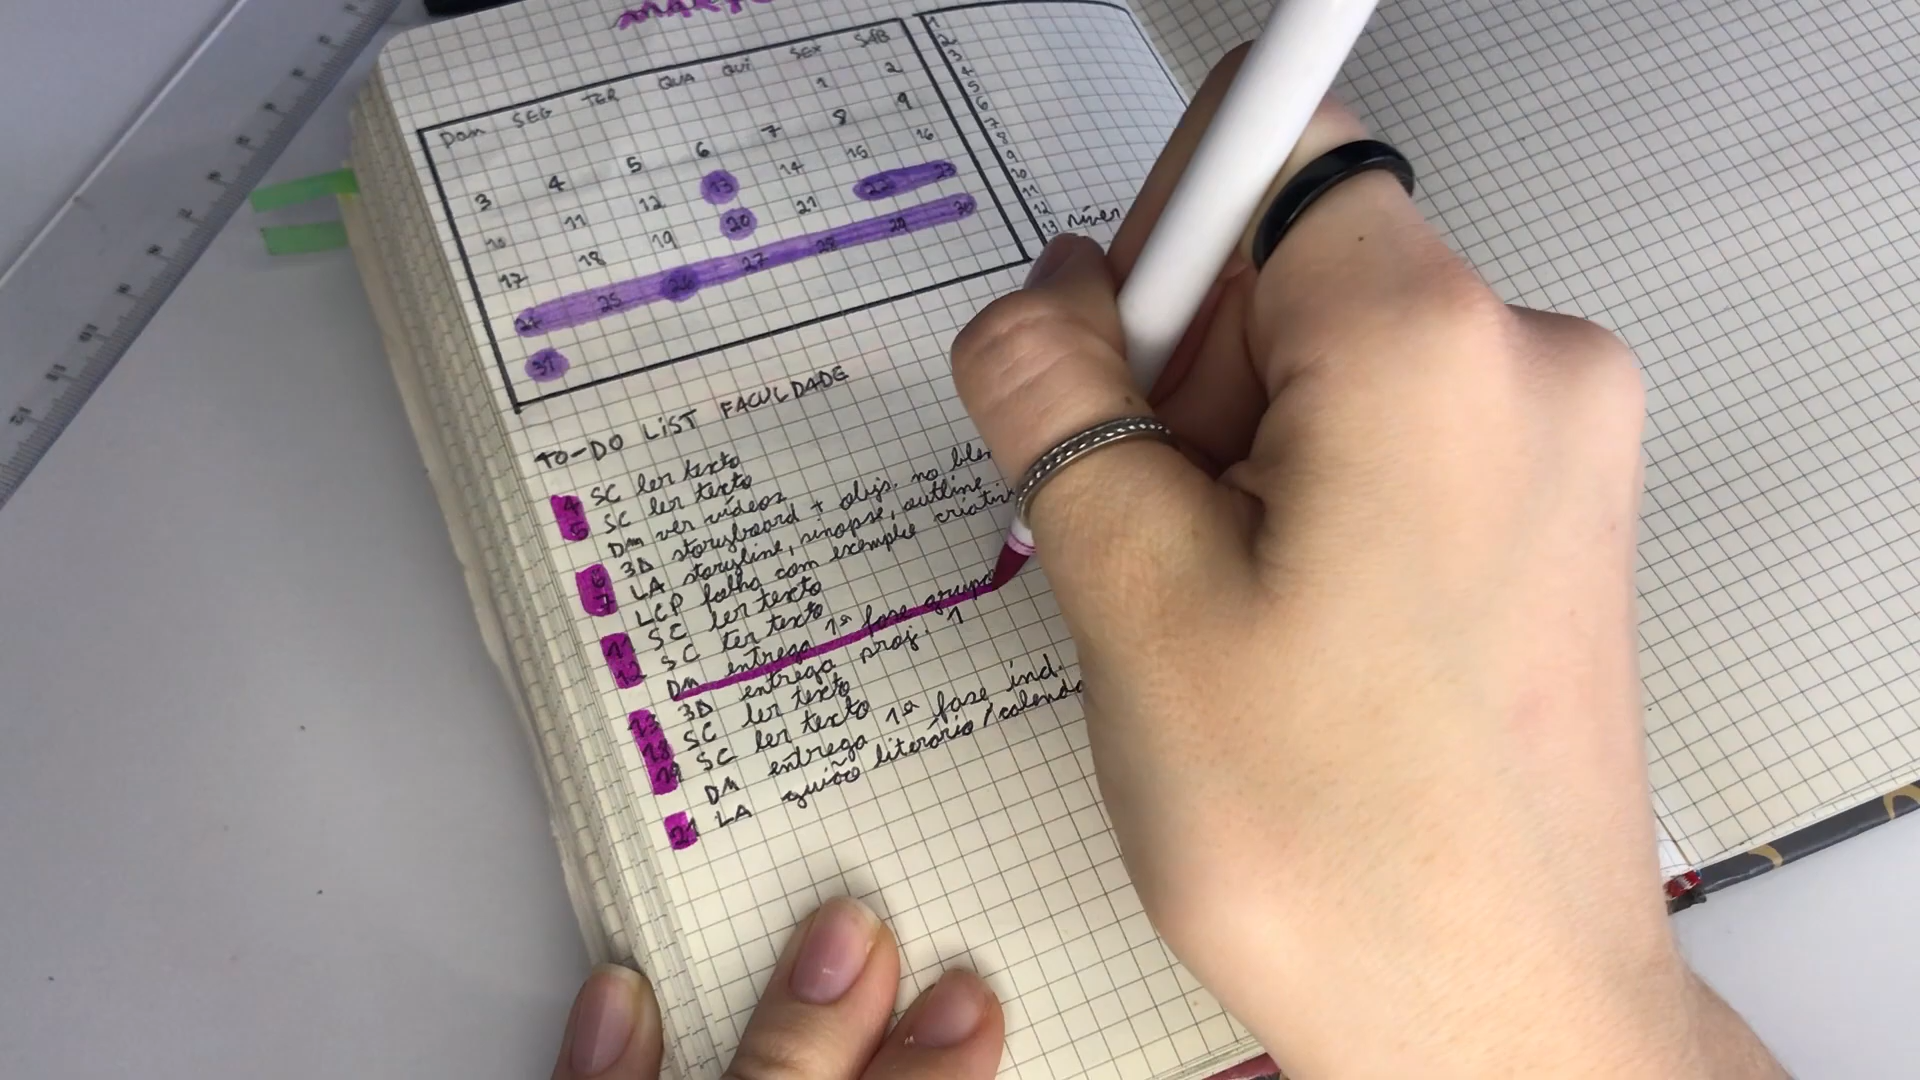 MARÇO
Dom SEG TER QUA QUI SEX SAB
1 2
3 4 5 6 7 8 9
10 11 12 13 14 15 16
17 18 19 20 21 22 23
24 25 26 27 28 29 30
31
1
2
3
4
5
6
7
8
9
10
11
12
13 níver
TO-DO LIST FACULDADE
4 SC ler texto
5 SC ler texto
DM ver vídeos
6 3D storyboard + objs. no
7 LA storyline, sinopse, outline
LCP folha com exemplo
11 SC ler texto
12 SC ler texto
DM entrega 1ª fase grupo
13 3D entrega proj. 1
18 SC ler texto
19 SC ler texto
DM entrega 1ª fase ind.
21 LA guião literário /